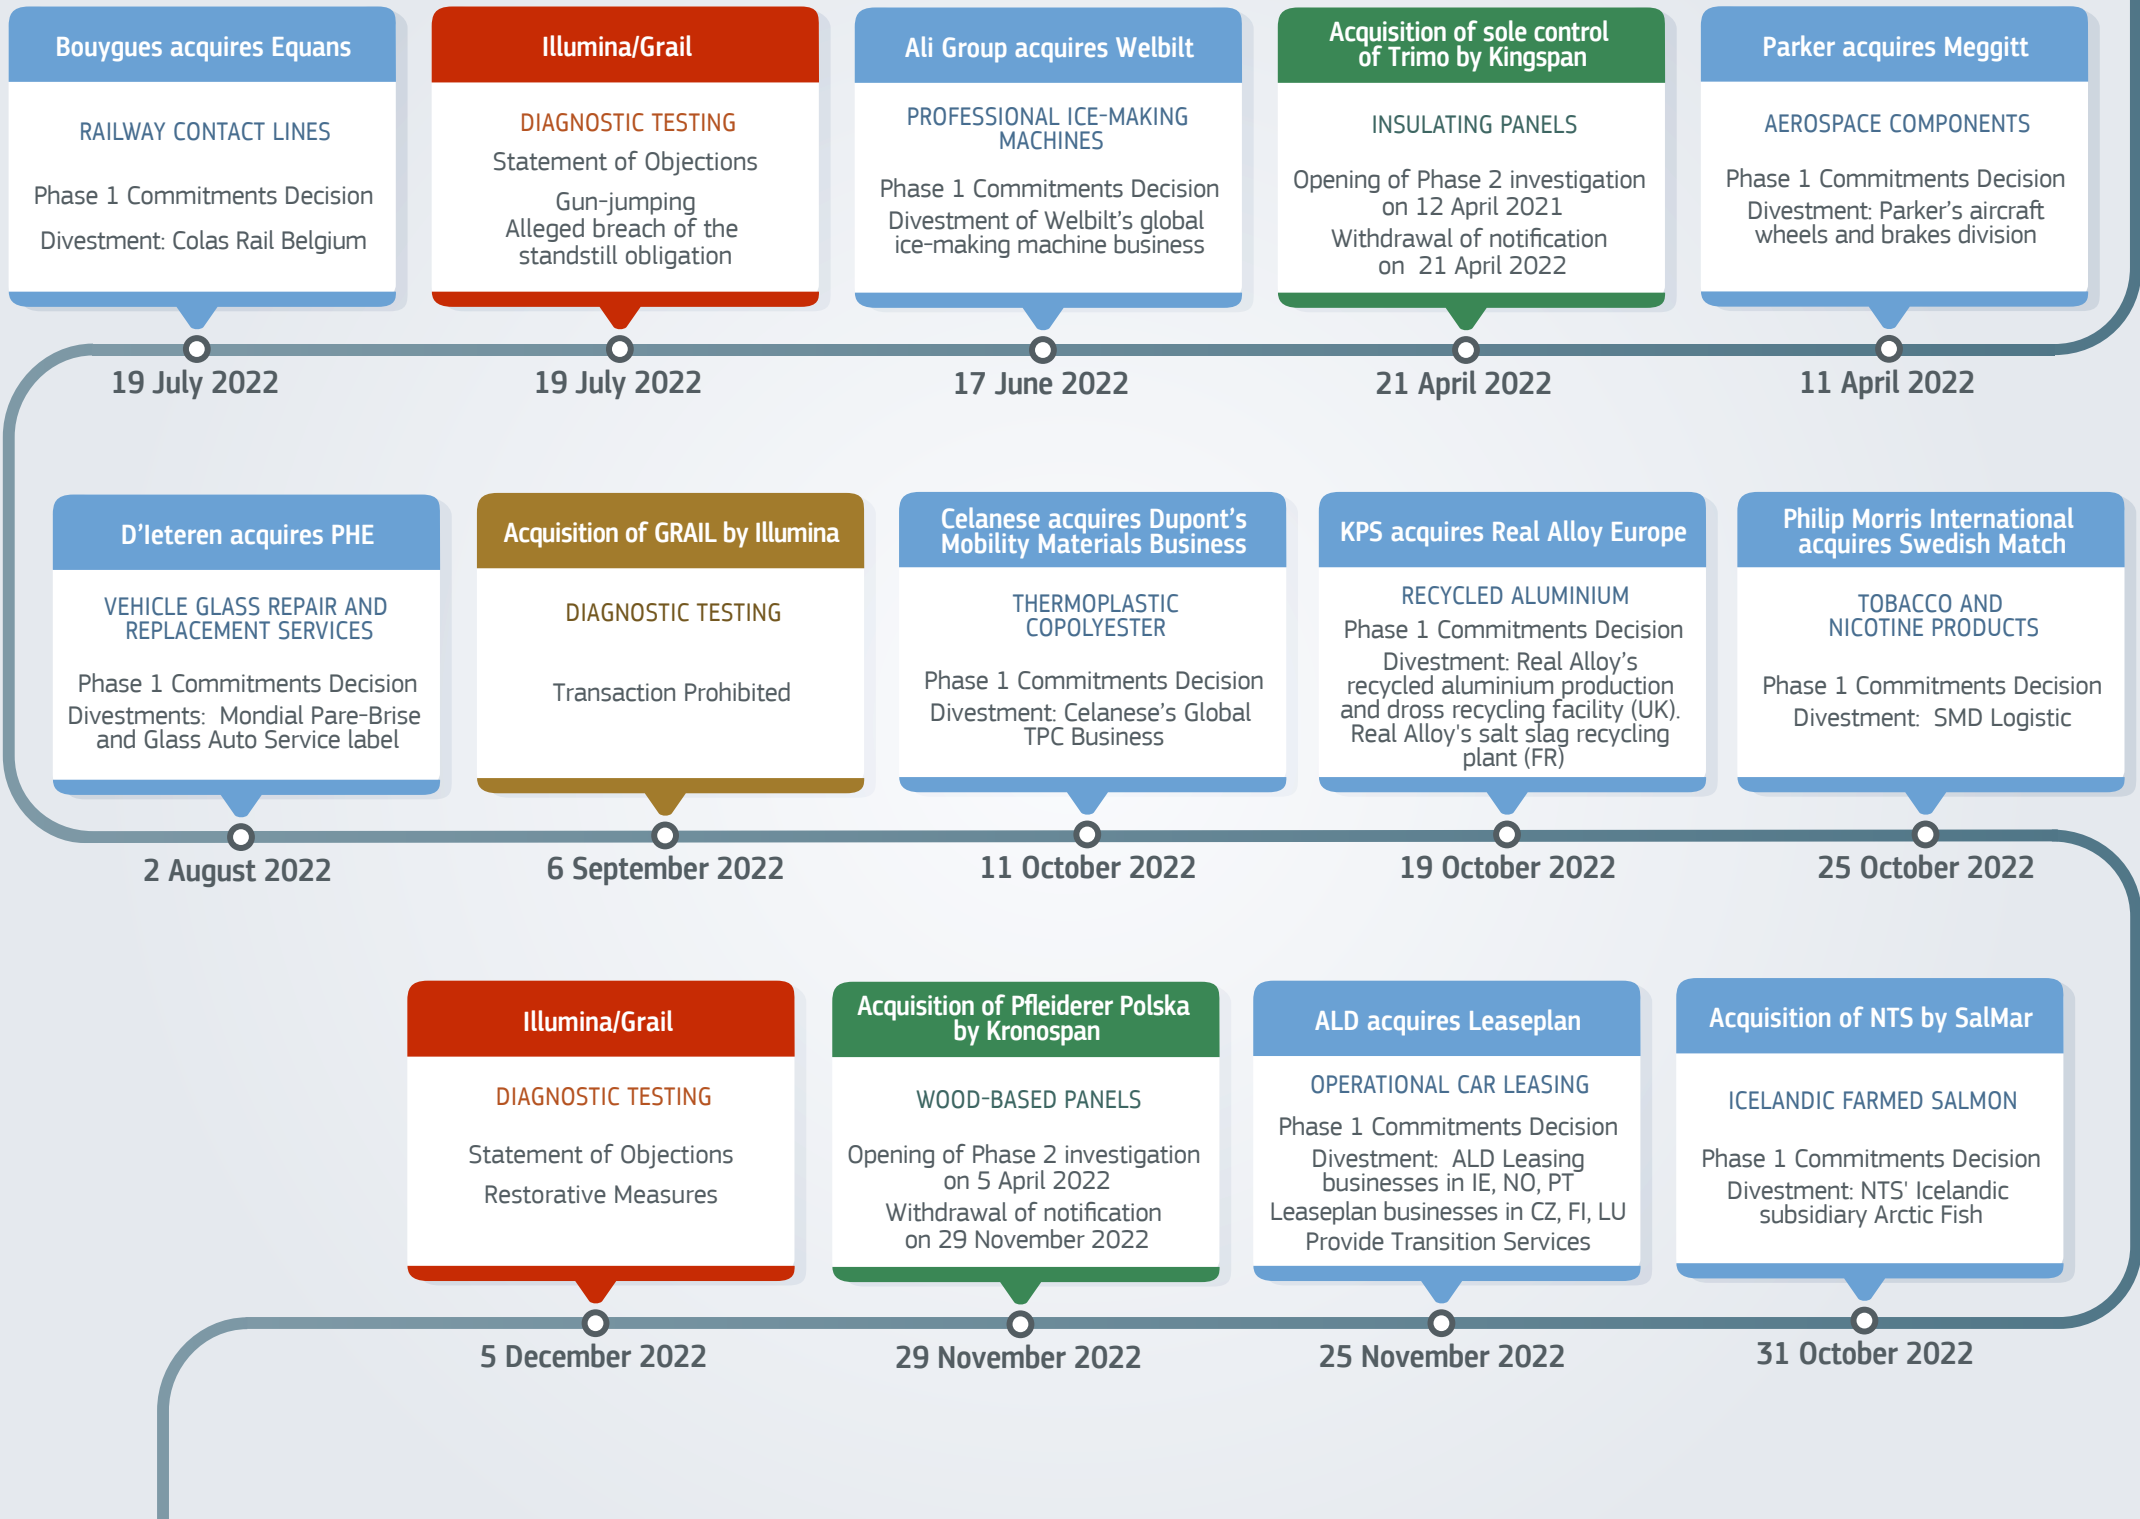 Bouygues acquires Equans
RAILWAY CONTACT LINES
Phase 1 Commitments Decision
Divestment: Colas Rail Belgium
19 July 2022
Illumina/Grail
DIAGNOSTIC TESTING
Statement of Objections
Gun-jumping
Alleged breach of the
standstill obligation
19 July 2022
Ali Group acquires Welbilt
PROFESSIONAL ICE-MAKING
MACHINES
Phase 1 Commitments Decision
Divestment of Welbilt’s global
ice-making machine business
17 June 2022
Acquisition of sole control
of Trimo by Kingspan
INSULATING PANELS
Opening of Phase 2 investigation
on 12 April 2021
Withdrawal of notification
on 21 April 2022
21 April 2022
Parker acquires Meggitt
AEROSPACE COMPONENTS
Phase 1 Commitments Decision
Divestment: Parker’s aircraft
wheels and brakes division
11 April 2022
D’Ieteren acquires PHE
VEHICLE GLASS REPAIR AND
REPLACEMENT SERVICES
Phase 1 Commitments Decision
Divestments: Mondial Pare-Brise
and Glass Auto Service label
2 August 2022
Acquisition of GRAIL by Illumina
DIAGNOSTIC TESTING
Transaction Prohibited
6 September 2022
Celanese acquires Dupont’s
Mobility Materials Business
THERMOPLASTIC
COPOLYESTER
Phase 1 Commitments Decision
Divestment: Celanese’s Global
TPC Business
11 October 2022
KPS acquires Real Alloy Europe
RECYCLED ALUMINIUM
Phase 1 Commitments Decision
Divestment: Real Alloy’s
recycled aluminium production
and dross recycling facility (UK).
Real Alloy's salt slag recycling
plant (FR)
19 October 2022
Philip Morris International
acquires Swedish Match
TOBACCO AND
NICOTINE PRODUCTS
Phase 1 Commitments Decision
Divestment: SMD Logistic
25 October 2022
Illumina/Grail
DIAGNOSTIC TESTING
Statement of Objections
Restorative Measures
5 December 2022
Acquisition of Pfleiderer Polska
by Kronospan
WOOD-BASED PANELS
Opening of Phase 2 investigation
on 5 April 2022
Withdrawal of notification
on 29 November 2022
29 November 2022
ALD acquires Leaseplan
OPERATIONAL CAR LEASING
Phase 1 Commitments Decision
Divestment: ALD Leasing
businesses in IE, NO, PT
Leaseplan businesses in CZ, FI, LU
Provide Transition Services
25 November 2022
Acquisition of NTS by SalMar
ICELANDIC FARMED SALMON
Phase 1 Commitments Decision
Divestment: NTS' Icelandic
subsidiary Arctic Fish
31 October 2022